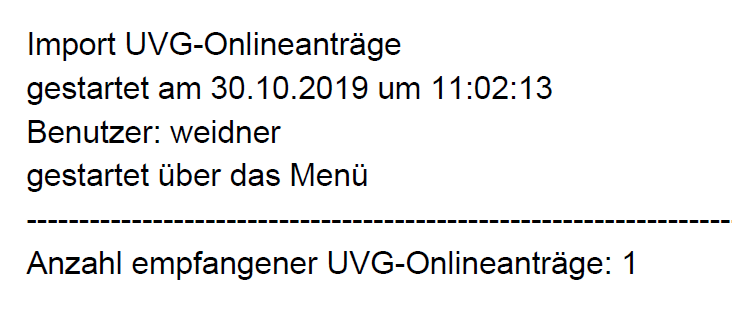 Import UVG-Onlineanträge
gestartet am 30.10.2019 um 11:02:13
Benutzer: weidner
gestartet über das Menü
--------------------------------------------------------------------
Anzahl empfangener UVG-Onlineanträge: 1